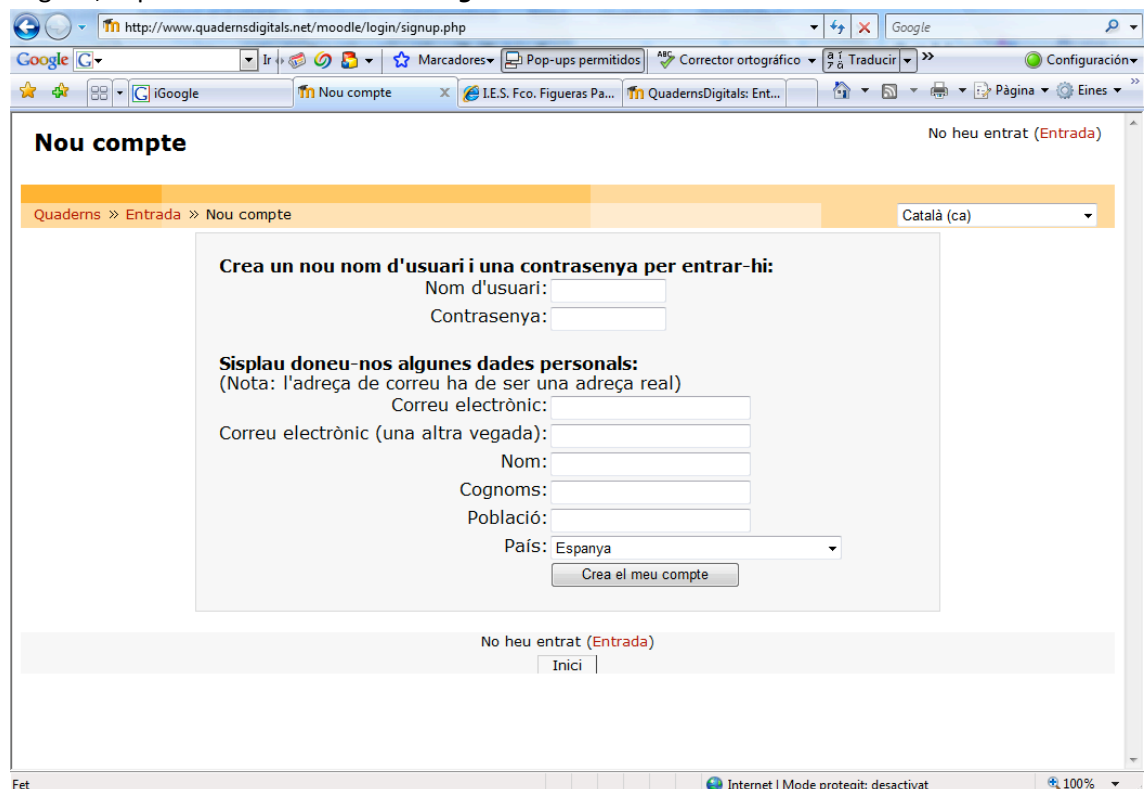 http://www.quadernsdigitals.net/moodle/login/signup.php Google
Google G Ir Marcadores Pop-ups permitidos ABC Corrector ortográfico Traducir » Configuración
iGoogle Nou compte X I.E.S. Fco. Figueras Pa... QuadernsDigitals: Ent... Pàgina Eines »
Nou compte
No heu entrat (Entrada)
Quaderns » Entrada » Nou compte
Català (ca)
Crea un nou nom d'usuari i una contrasenya per entrar-hi:
Nom d'usuari:
Contrasenya:
Sisplau doneu-nos algunes dades personals:
(Nota: l'adreça de correu ha de ser una adreça real)
Correu electrònic:
Correu electrònic (una altra vegada):
Nom:
Cognoms:
Població:
País: Espanya
Crea el meu compte
No heu entrat (Entrada)
Inici
Fet Internet | Mode protegit: desactivat 100%